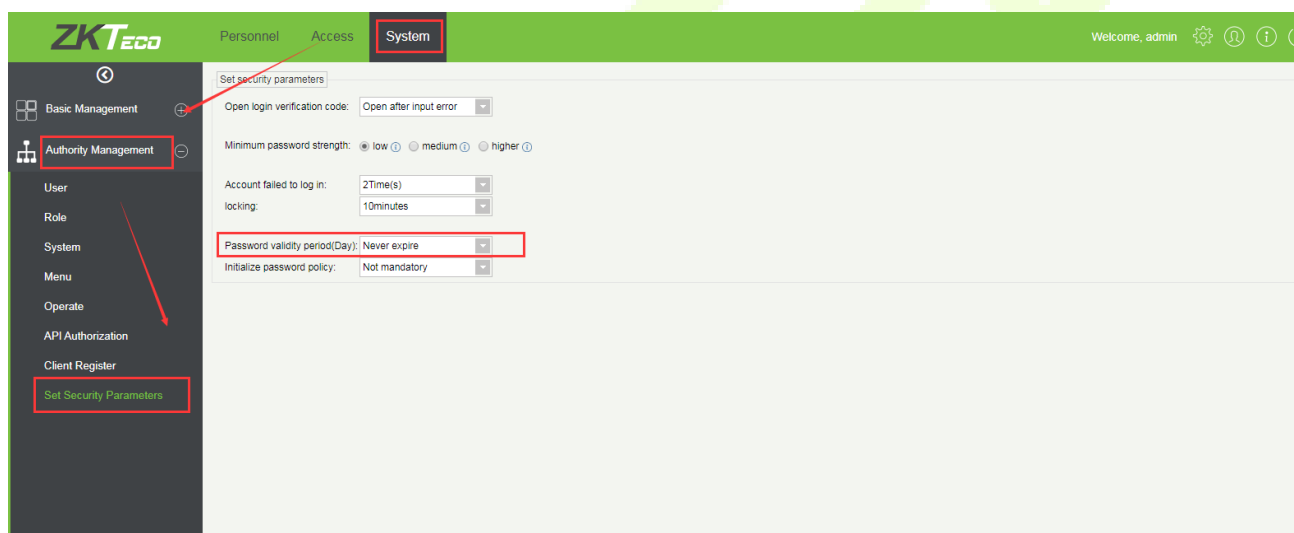 ZKTECO
Personnel Access System
Welcome, admin
Basic Management
Authority Management
User
Role
System
Menu
Operate
API Authorization
Client Register
Set Security Parameters
Set security parameters
Open login verification code: Open after input error
Minimum password strength: low medium higher
Account failed to log in: 2Time(s)
locking: 10minutes
Password validity period(Day): Never expire
Initialize password policy: Not mandatory